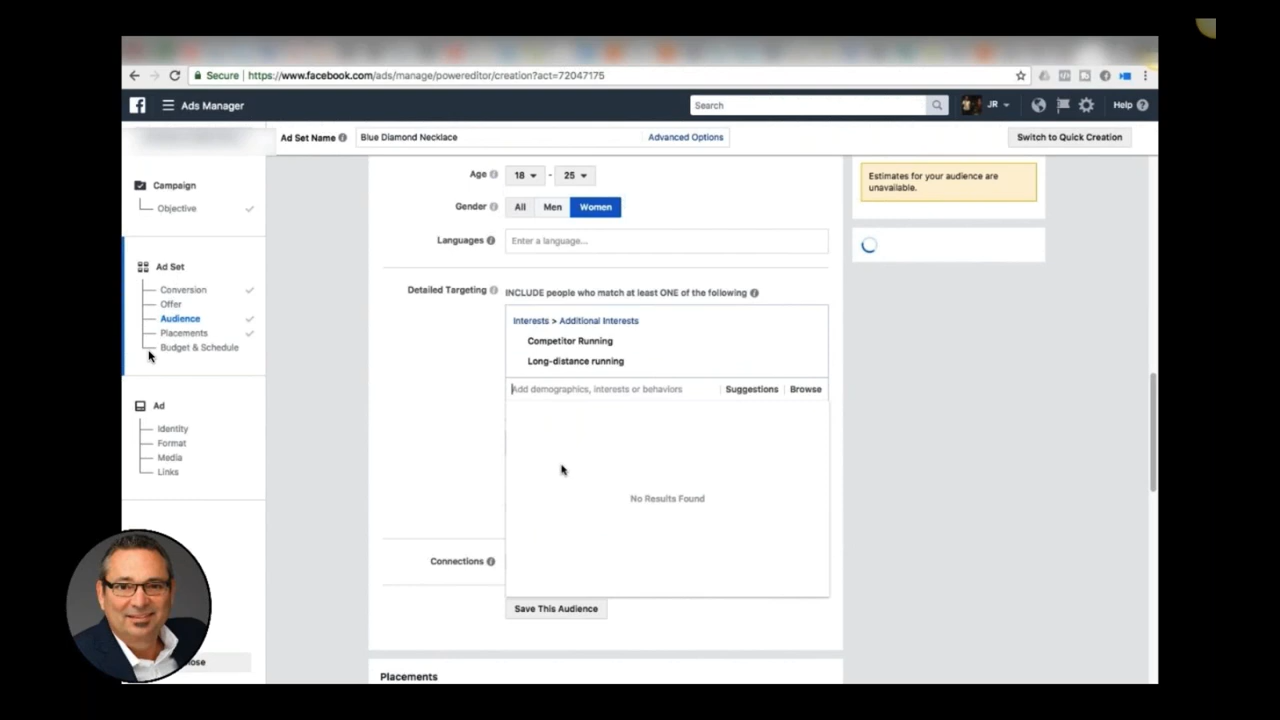 Secure https://www.facebook.com/ads/manage/powereditor/creation?act=72047175
Ads Manager
Search
JR
Help
Ad Set Name
Blue Diamond Necklace
Advanced Options
Switch to Quick Creation
Campaign
Objective
Ad Set
Conversion
Offer
Audience
Placements
Budget & Schedule
Ad
Identity
Format
Media
Links
Age 18 - 25
Gender All Men Women
Languages Enter a language...
Detailed Targeting INCLUDE people who match at least ONE of the following
Interests > Additional Interests
Competitor Running
Long-distance running
Add demographics, interests or behaviors Suggestions Browse
No Results Found
Connections
Save This Audience
Placements
Estimates for your audience are
unavailable.